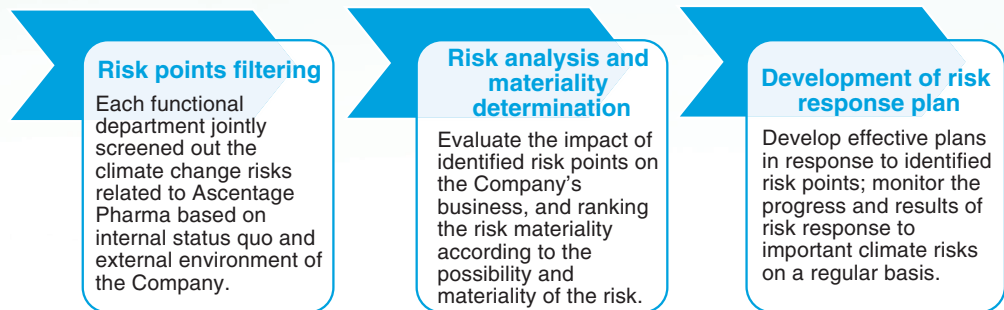 Risk points filtering
Each functional
department jointly
screened out the
climate change risks
related to Ascentage
Pharma based on
internal status quo and
external environment of
the Company.
Risk analysis and
materiality
determination
Evaluate the impact of
identified risk points on
the Company's
business, and ranking
the risk materiality
according to the
possibility and
materiality of the risk.
Development of risk
response plan
Develop effective plans
in response to identified
risk points; monitor the
progress and results of
risk response to
important climate risks
on a regular basis.